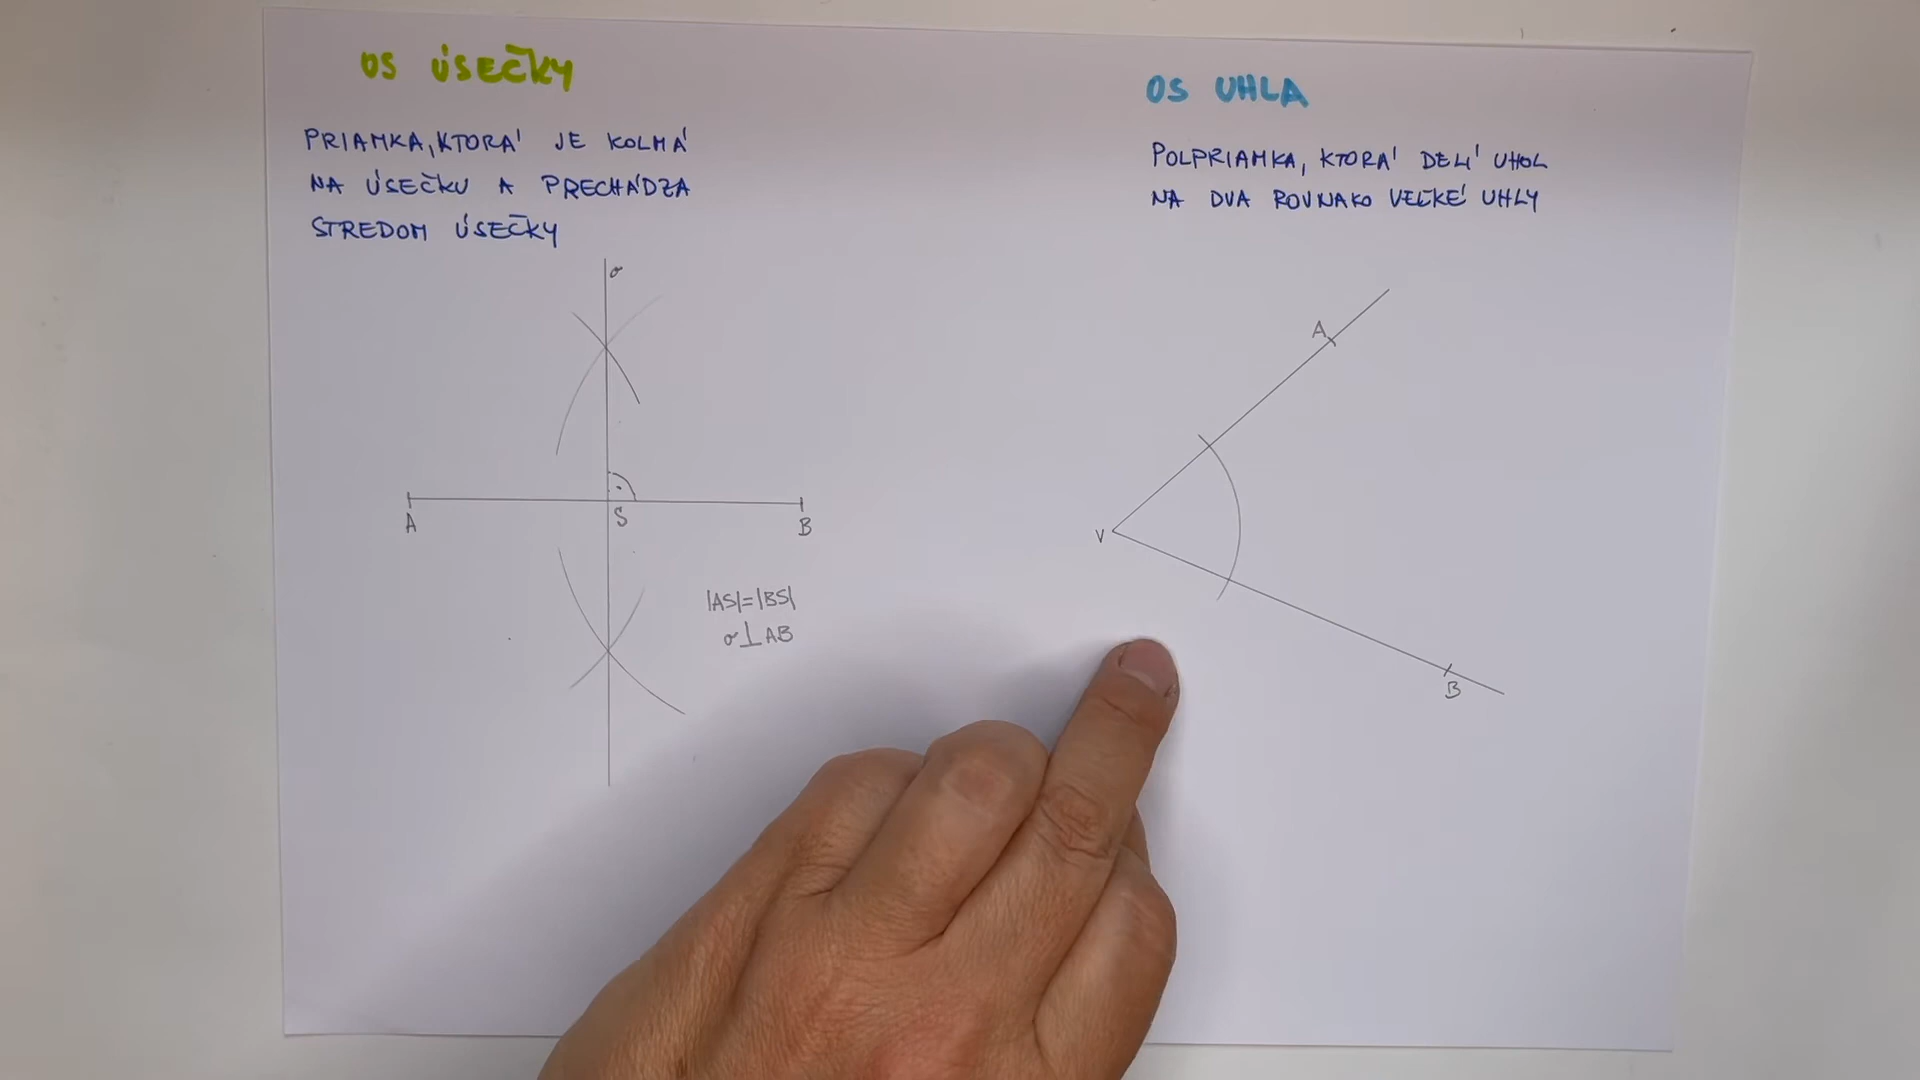 OS ÚSEČKY
PRIAMKA, KTORÁ JE KOLMÁ
NA ÚSEČKU A PRECHÁDZA
STREDOM ÚSEČKY
o
A
S
B
|AS|=|BS|
o⊥AB
OS UHLA
POLPRIAMKA, KTORÁ DELÍ UHOL
NA DVA ROVNAKO VEĽKÉ UHLY
A
V
B